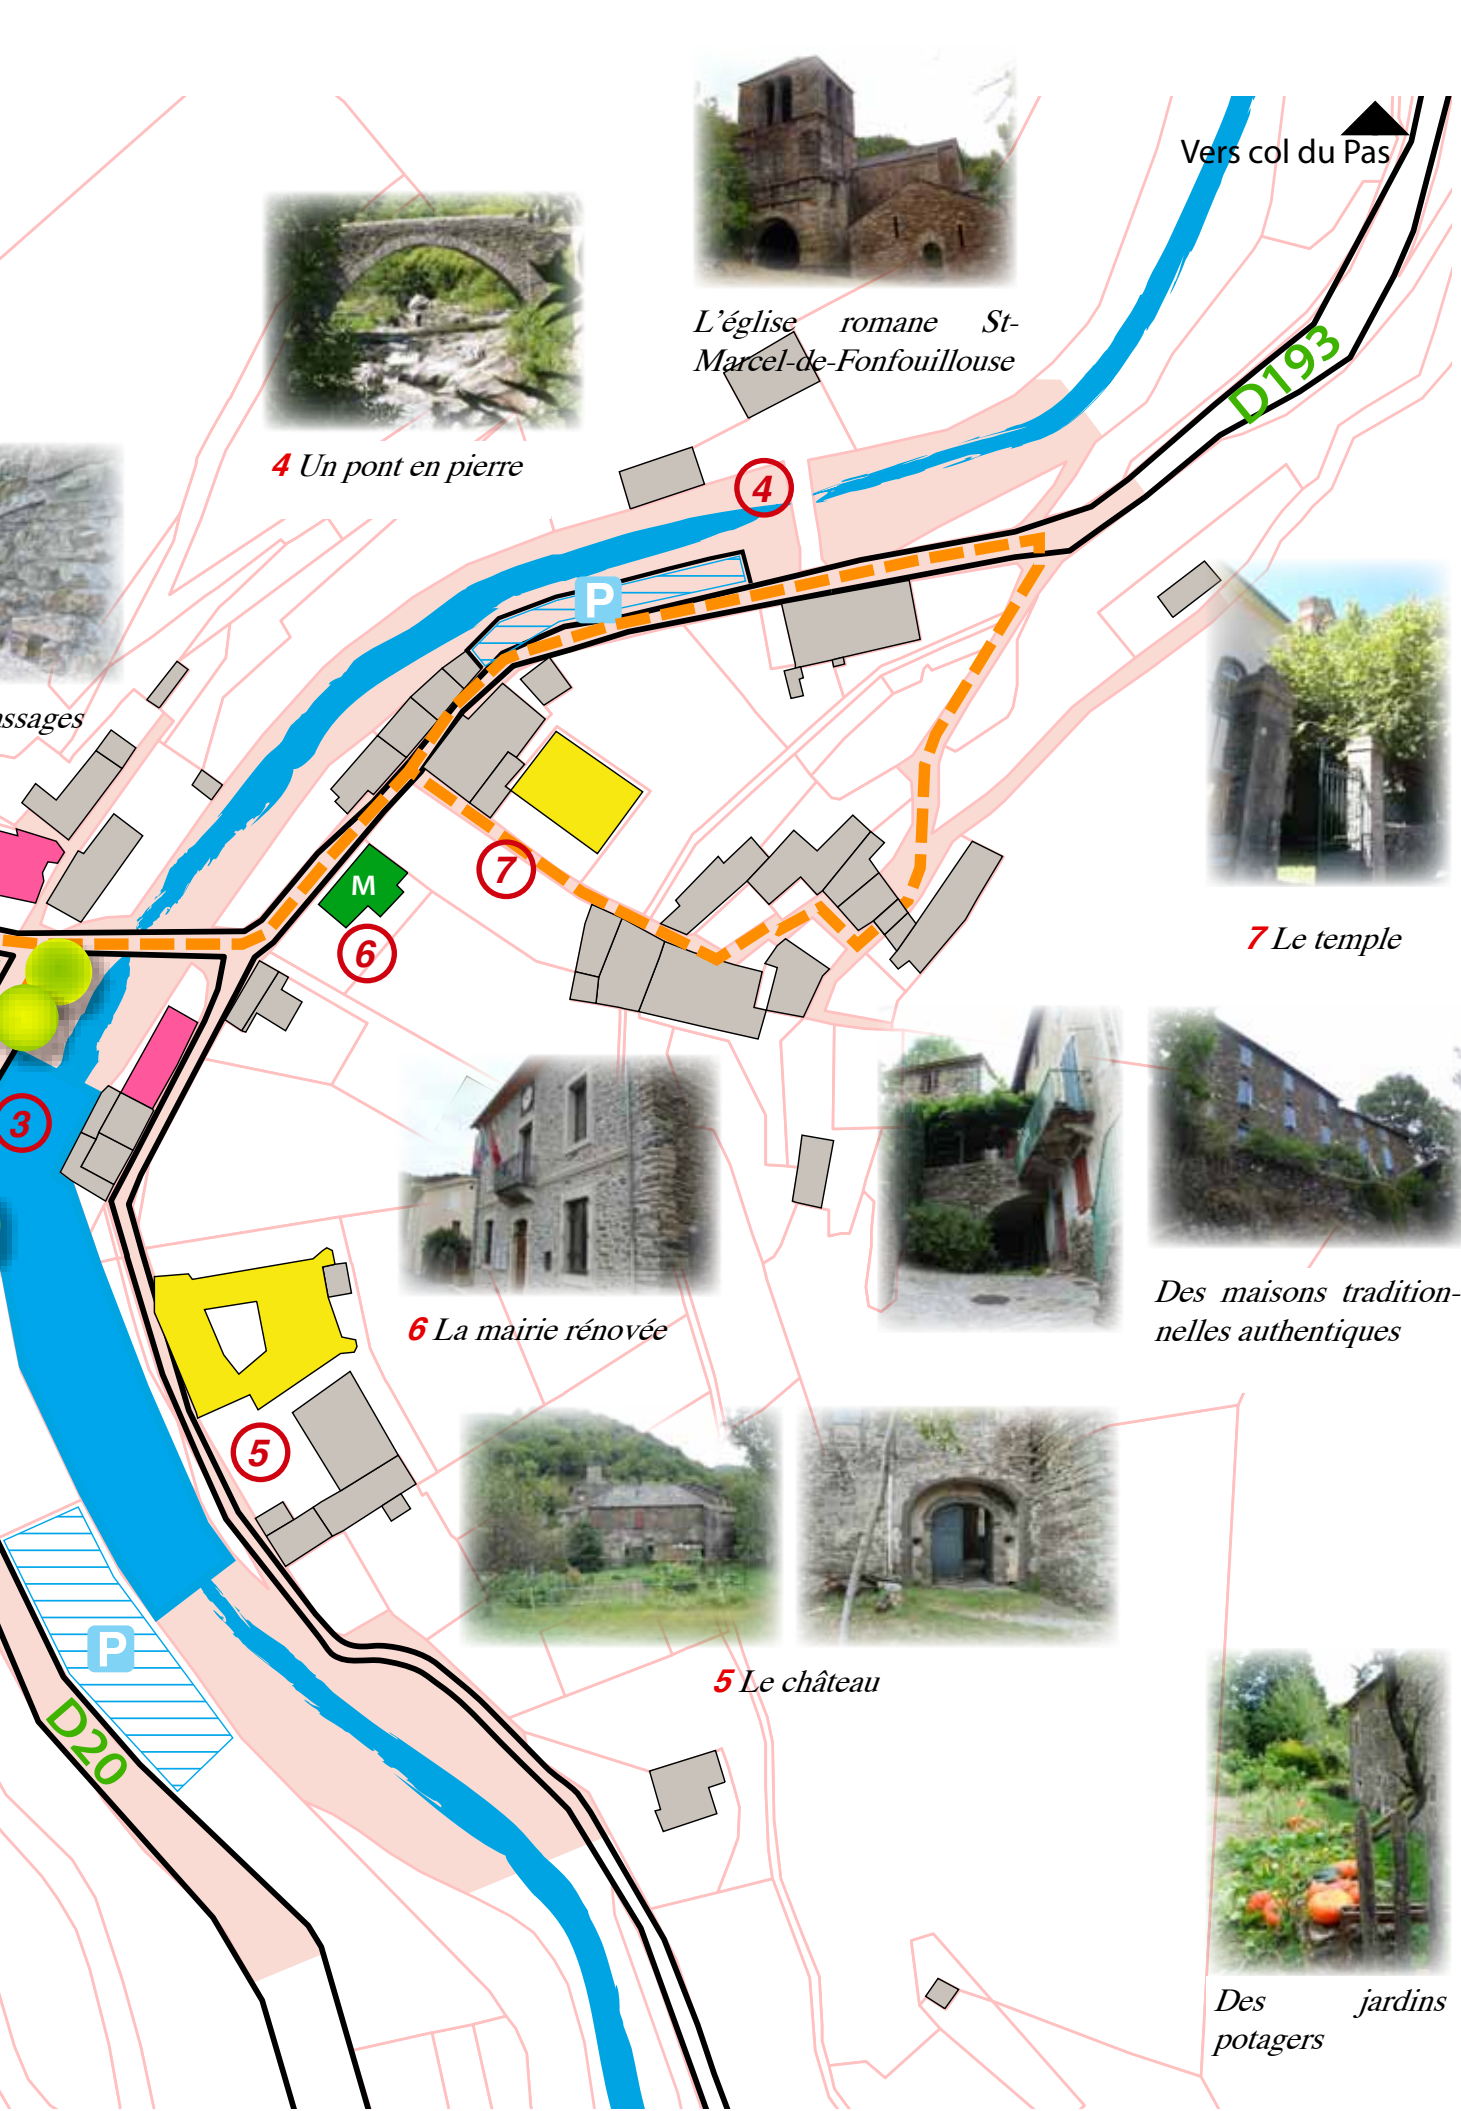 Vers col du Pas
L'église romane St-
Marcel-de-Fonfouillouse
D193
4 Un pont en pierre
4
P
ssages
7
M
6
7 Le temple
3
6 La mairie rénovée
Des maisons tradition-
nelles authentiques
5
5 Le château
P
D20
Des jardins
potagers